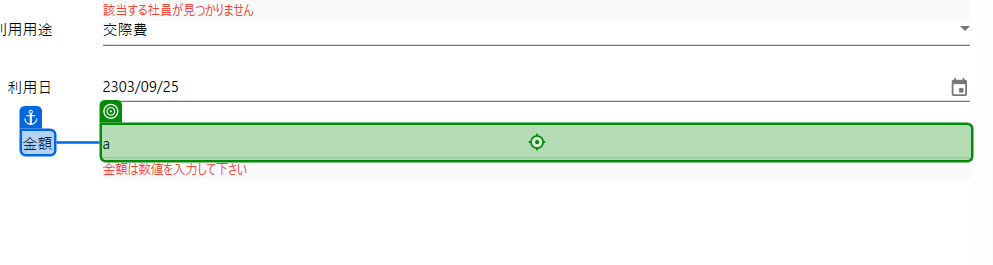 該当する社員が見つかりません
利用用途 交際費
利用日 2303/09/25
金額 a
金額は数値を入力して下さい